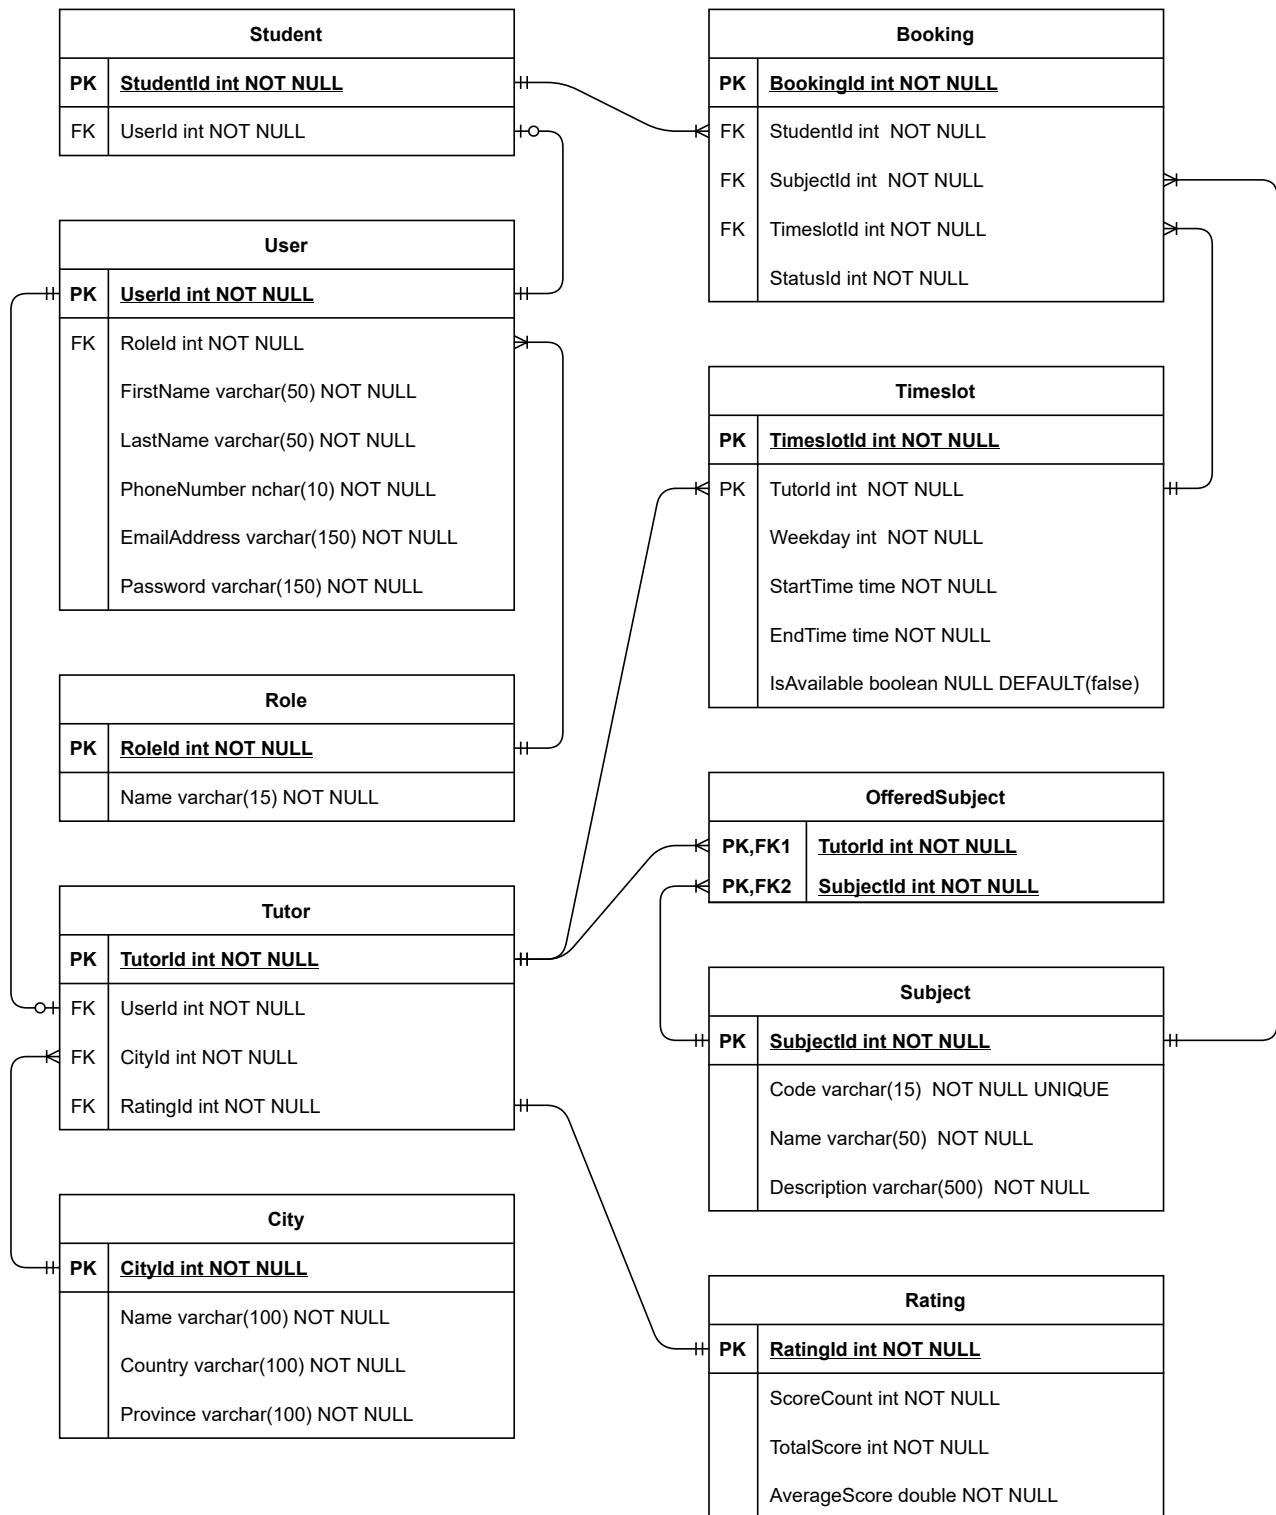 Student
PK StudentId int NOT NULL
FK UserId int NOT NULL
User
PK UserId int NOT NULL
FK RoleId int NOT NULL
FirstName varchar(50) NOT NULL
LastName varchar(50) NOT NULL
PhoneNumber nchar(10) NOT NULL
EmailAddress varchar(150) NOT NULL
Password varchar(150) NOT NULL
Role
PK RoleId int NOT NULL
Name varchar(15) NOT NULL
Tutor
PK TutorId int NOT NULL
FK UserId int NOT NULL
FK CityId int NOT NULL
FK RatingId int NOT NULL
City
PK CityId int NOT NULL
Name varchar(100) NOT NULL
Country varchar(100) NOT NULL
Province varchar(100) NOT NULL
Booking
PK BookingId int NOT NULL
FK StudentId int NOT NULL
FK SubjectId int NOT NULL
FK TimeslotId int NOT NULL
StatusId int NOT NULL
Timeslot
PK TimeslotId int NOT NULL
PK TutorId int NOT NULL
Weekday int NOT NULL
StartTime time NOT NULL
EndTime time NOT NULL
IsAvailable boolean NULL DEFAULT(false)
OfferedSubject
PK,FK1 TutorId int NOT NULL
PK,FK2 SubjectId int NOT NULL
Subject
PK SubjectId int NOT NULL
Code varchar(15) NOT NULL UNIQUE
Name varchar(50) NOT NULL
Description varchar(500) NOT NULL
Rating
PK RatingId int NOT NULL
ScoreCount int NOT NULL
TotalScore int NOT NULL
AverageScore double NOT NULL